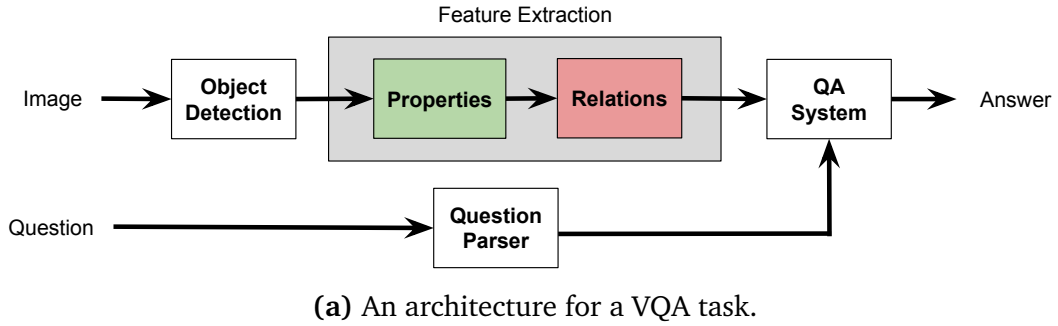 Feature Extraction
Image
Object
Detection
Properties
Relations
QA
System
Answer
Question
Question
Parser
(a) An architecture for a VQA task.